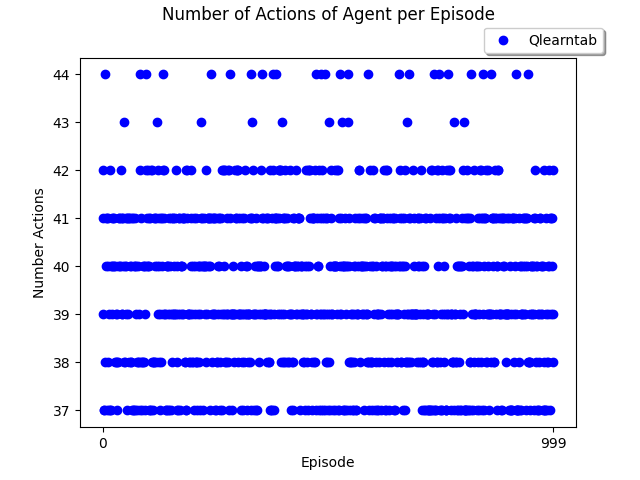 Number of Actions of Agent per Episode
Qlearntab
44
43
42
41
40
39
38
37
Number Actions
0
999
Episode